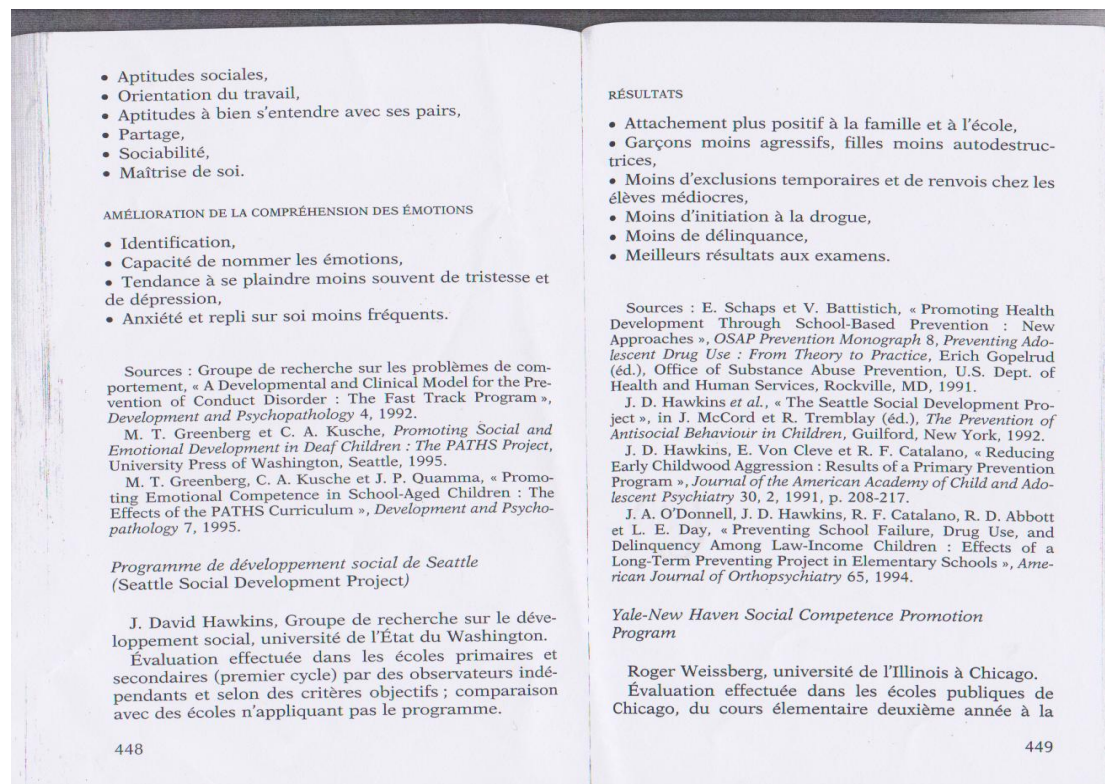 • Aptitudes sociales,
• Orientation du travail,
• Aptitudes à bien s'entendre avec ses pairs,
• Partage,
• Sociabilité,
• Maîtrise de soi.
AMÉLIORATION DE LA COMPRÉHENSION DES ÉMOTIONS
• Identification,
• Capacité de nommer les émotions,
• Tendance à se plaindre moins souvent de tristesse et
de dépression,
• Anxiété et repli sur soi moins fréquents.
Sources : Groupe de recherche sur les problèmes de com-
portement, « A Developmental and Clinical Model for the Pre-
vention of Conduct Disorder : The Fast Track Program »,
Development and Psychopathology 4, 1992.
M. T. Greenberg et C. A. Kusche, Promoting Social and
Emotional Development in Deaf Children : The PATHS Project,
University Press of Washington, Seattle, 1995.
M. T. Greenberg, C. A. Kusche et J. P. Quamma, « Promo-
ting Emotional Competence in School-Aged Children : The
Effects of the PATHS Curriculum », Development and Psycho-
pathology 7, 1995.
Programme de développement social de Seattle
(Seattle Social Development Project)
J. David Hawkins, Groupe de recherche sur le déve-
loppement social, université de l'État du Washington.
Évaluation effectuée dans les écoles primaires et
secondaires (premier cycle) par des observateurs indé-
pendants et selon des critères objectifs ; comparaison
avec des écoles n'appliquant pas le programme.
448
RÉSULTATS
• Attachement plus positif à la famille et à l'école,
• Garçons moins agressifs, filles moins autodestruc-
trices,
• Moins d'exclusions temporaires et de renvois chez les
élèves médiocres,
• Moins d'initiation à la drogue,
• Moins de délinquance,
• Meilleurs résultats aux examens.
Sources : E. Schaps et V. Battistich, « Promoting Health
Development Through School-Based Prevention : New
Approaches », OSAP Prevention Monograph 8, Preventing Ado-
lescent Drug Use : From Theory to Practice, Erich Gopelrud
(éd.), Office of Substance Abuse Prevention, U.S. Dept. of
Health and Human Services, Rockville, MD, 1991.
J. D. Hawkins et al., « The Seattle Social Development Pro-
ject », in J. McCord et R. Tremblay (éd.), The Prevention of
Antisocial Behaviour in Children, Guilford, New York, 1992.
J. D. Hawkins, E. Von Cleve et R. F. Catalano, « Reducing
Early Childwood Aggression : Results of a Primary Prevention
Program », Journal of the American Academy of Child and Ado-
lescent Psychiatry 30, 2, 1991, p. 208-217.
J. A. O'Donnell, J. D. Hawkins, R. F. Catalano, R. D. Abbott
et L. E. Day, « Preventing School Failure, Drug Use, and
Delinquency Among Law-Income Children : Effects of a
Long-Term Preventing Project in Elementary Schools », Ame-
rican Journal of Orthopsychiatry 65, 1994.
Yale-New Haven Social Competence Promotion
Program
Roger Weissberg, université de l'Illinois à Chicago.
Évaluation effectuée dans les écoles publiques de
Chicago, du cours élementaire deuxième année à la
449